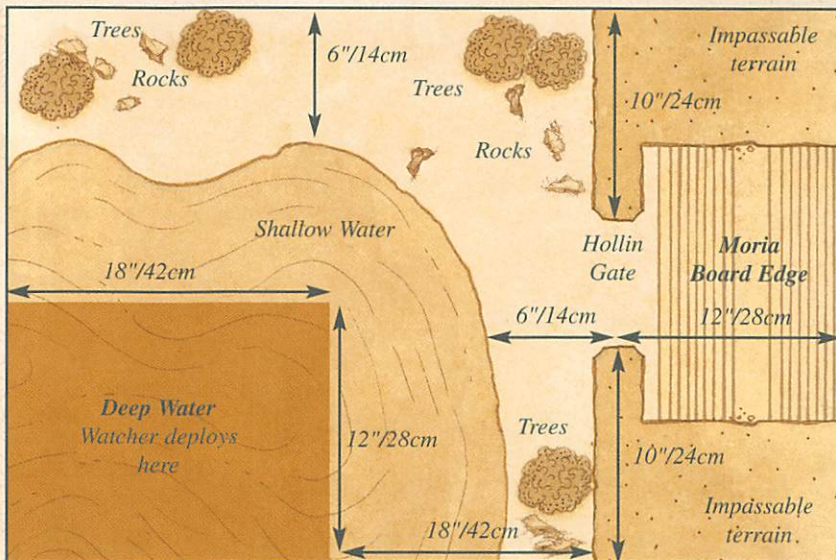 Trees
Rocks
6"/14cm
Trees
Rocks
Impassable
terrain
10"/24cm
Shallow Water
Hollin
Gate
Moria
Board Edge
18"/42cm
6"/14cm
12"/28cm
Deep Water
Watcher deploys
here
12"/28cm
Trees
10"/24cm
18"/42cm
Impassable
terrain.